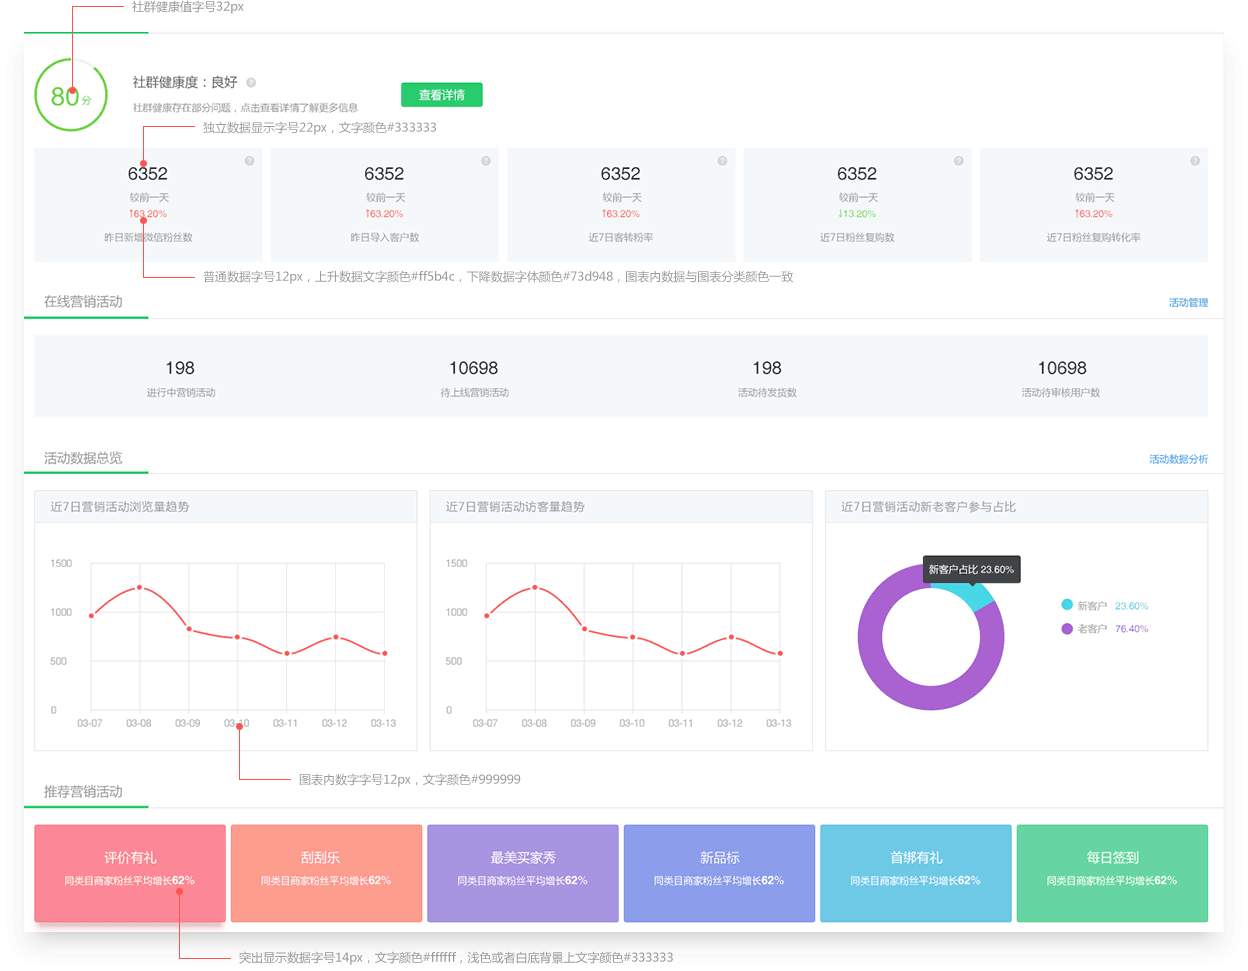 社群健康值字号32px
80分
社群健康度：良好
查看详情
社群健康存在部分问题，点击查看详情了解更多信息
独立数据显示字号22px，文字颜色#333333
6352
较前一天
↑63.20%
昨日新增微信粉丝数
6352
较前一天
↑63.20%
昨日导入客户数
6352
较前一天
↑63.20%
近7日客转粉率
6352
较前一天
↓13.20%
近7日粉丝复购数
6352
较前一天
↑63.20%
近7日粉丝复购转化率
普通数据字号12px，上升数据文字颜色#ff5b4c，下降数据字体颜色#73d948，图表内数据与图表分类颜色一致
在线营销活动
活动管理
198
进行中营销活动
10698
待上线营销活动
198
活动待发货数
10698
活动待审核用户数
活动数据总览
活动数据分析
近7日营销活动浏览量趋势
1500
1000
500
0
03-07 03-08 03-09 03-10 03-11 03-12 03-13
近7日营销活动访客量趋势
1500
1000
500
0
03-07 03-08 03-09 03-10 03-11 03-12 03-13
近7日营销活动新老客户参与占比
新客户占比 23.60%
新客户 23.60%
老客户 76.40%
图表内数字字号12px，文字颜色#999999
推荐营销活动
评价有礼
同类目商家粉丝平均增长62%
刮刮乐
同类目商家粉丝平均增长62%
最美买家秀
同类目商家粉丝平均增长62%
新品标
同类目商家粉丝平均增长62%
首绑有礼
同类目商家粉丝平均增长62%
每日签到
同类目商家粉丝平均增长62%
突出显示数据字号14px，文字颜色#ffffff，浅色或者白底背景上文字颜色#333333